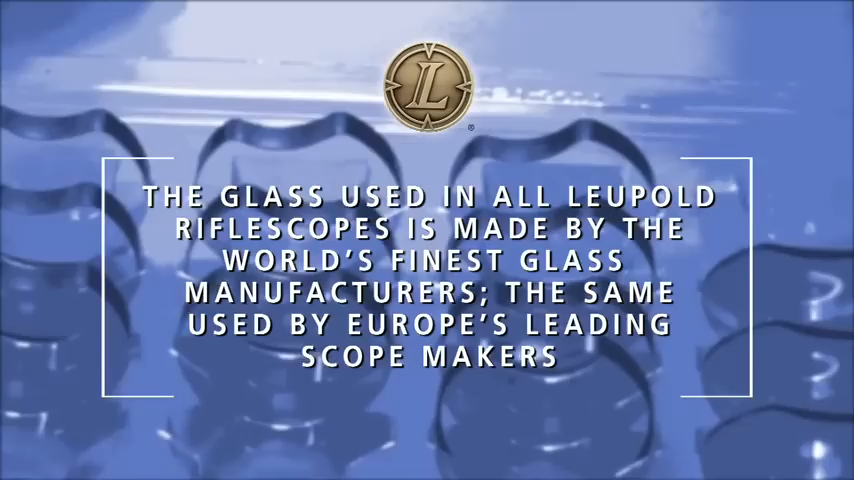 L
THE GLASS USED IN ALL LEUPOLD
RIFLESCOPES IS MADE BY THE
WORLD'S FINEST GLASS
MANUFACTURERS; THE SAME
USED BY EUROPE'S LEADING
SCOPE MAKERS